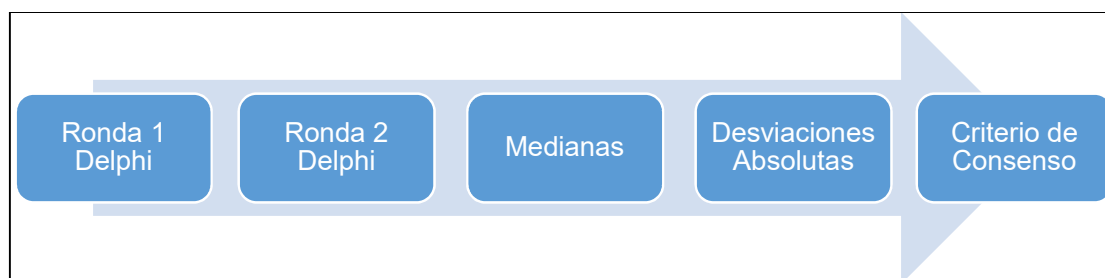 Ronda 1
Delphi
Ronda 2
Delphi
Medianas
Desviaciones
Absolutas
Criterio de
Consenso